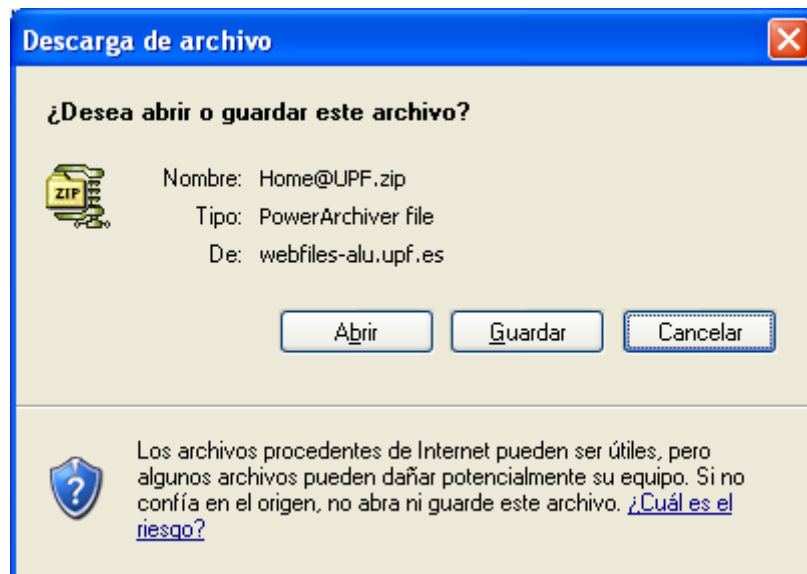 Descarga de archivo
¿Desea abrir o guardar este archivo?
ZIP
Nombre: Home@UPF.zip
Tipo: PowerArchiver file
De: webfiles-alu.upf.es
Abrir Guardar Cancelar
Los archivos procedentes de Internet pueden ser útiles, pero
algunos archivos pueden dañar potencialmente su equipo. Si no
confía en el origen, no abra ni guarde este archivo. ¿Cuál es el
riesgo?